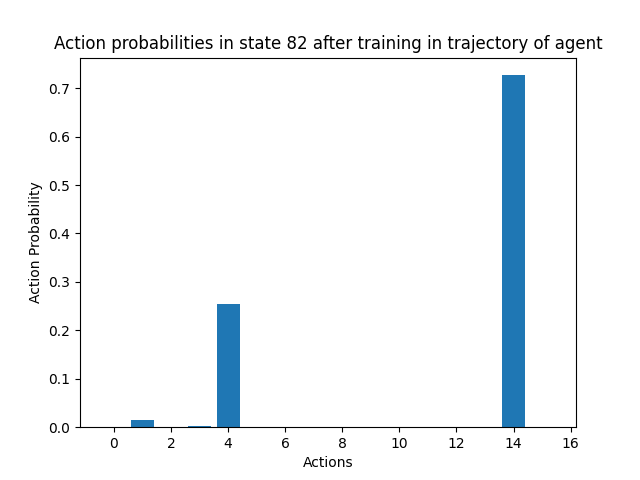 Action probabilities in state 82 after training in trajectory of agent
0.7
0.6
0.5
0.4
0.3
0.2
0.1
0.0
Action Probability
0 2 4 6 8 10 12 14 16
Actions